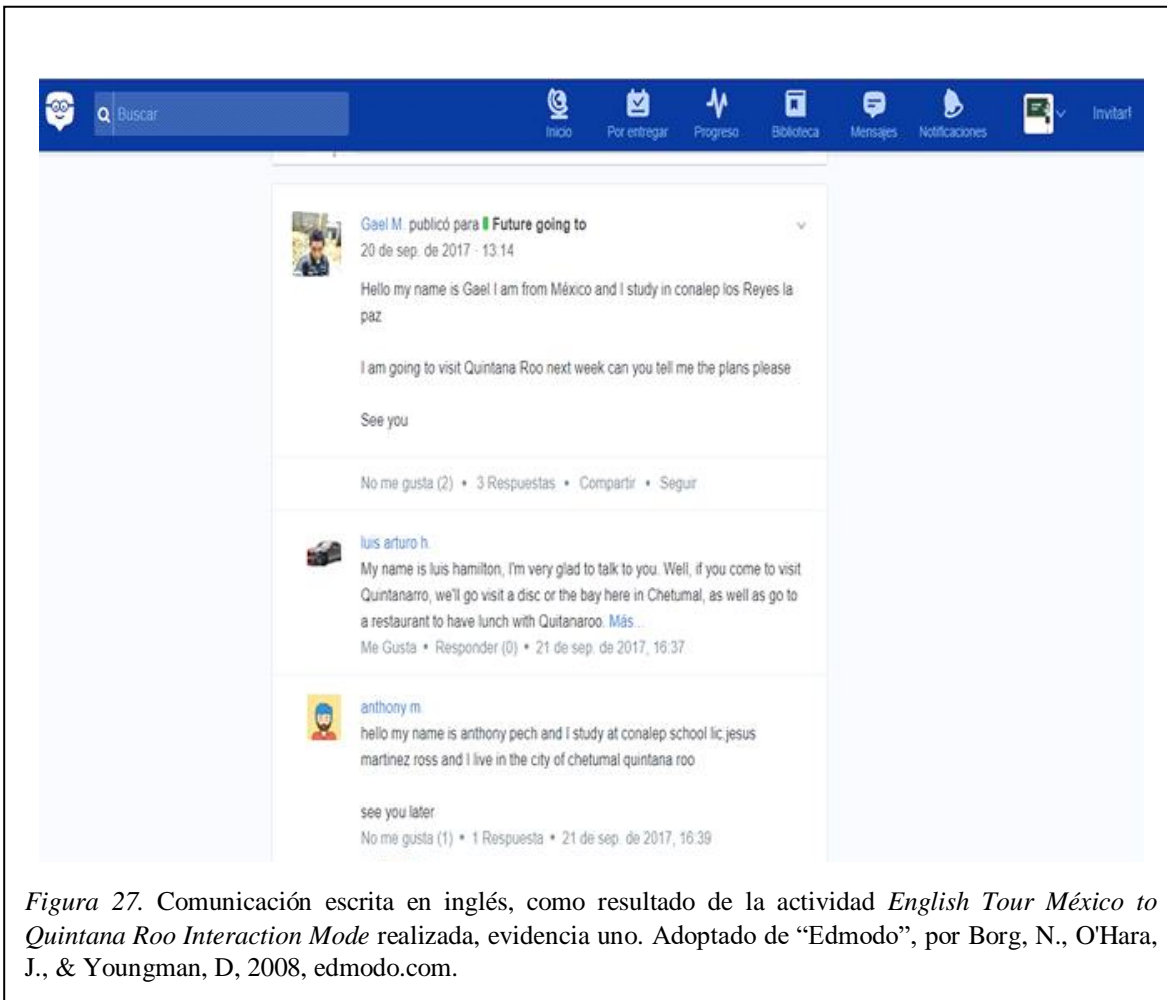 Buscar
Inicio
Por entregar
Progreso
Biblioteca
Mensajes
Notificaciones
Invitar!
Gael M. publicó para Future going to
20 de sep. de 2017 · 13:14
Hello my name is Gael I am from México and I study in conalep los Reyes la
paz
I am going to visit Quintana Roo next week can you tell me the plans please
See you
No me gusta (2) • 3 Respuestas • Compartir • Seguir
luis arturo h.
My name is luis hamilton, I'm very glad to talk to you. Well, if you come to visit
Quintanarro, we'll go visit a disc or the bay here in Chetumal, as well as go to
a restaurant to have lunch with Quitanaroo. Más...
Me Gusta • Responder (0) • 21 de sep. de 2017, 16:37
anthony m.
hello my name is anthony pech and I study at conalep school lic.jesus
martinez ross and I live in the city of chetumal quintana roo
see you later
No me gusta (1) • 1 Respuesta • 21 de sep. de 2017, 16:39
Figura 27. Comunicación escrita en inglés, como resultado de la actividad English Tour México to
Quintana Roo Interaction Mode realizada, evidencia uno. Adoptado de “Edmodo”, por Borg, N., O'Hara,
J., & Youngman, D, 2008, edmodo.com.